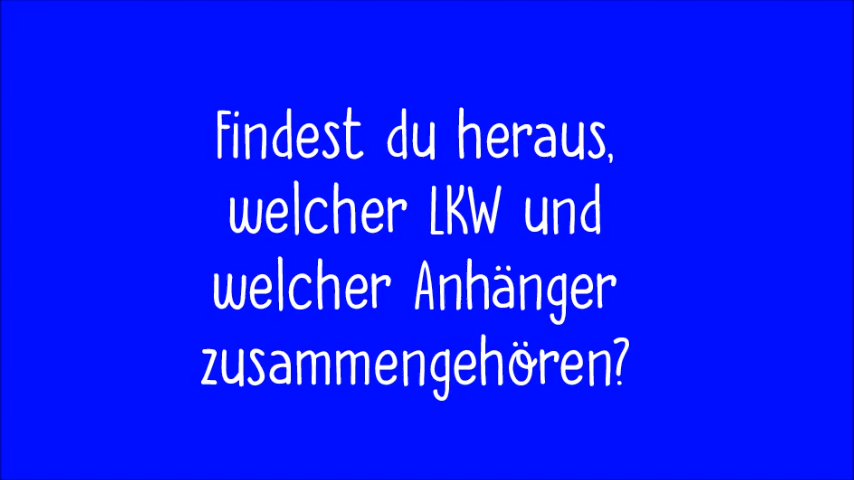 Findest du heraus,
welcher LKW und
welcher Anhänger
zusammengehören?